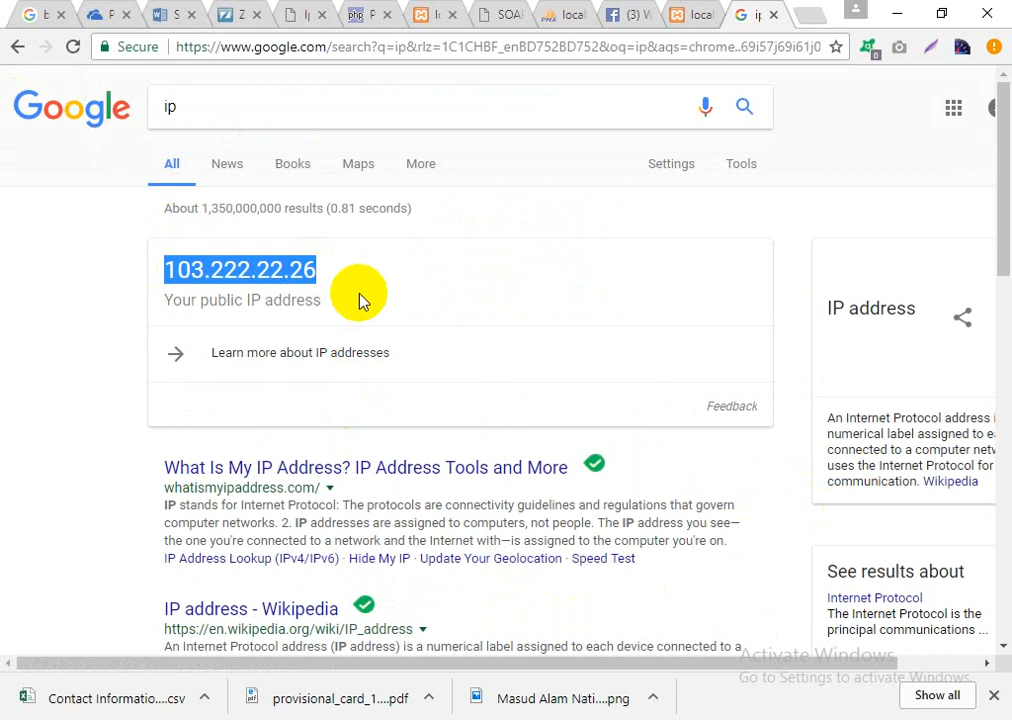 b
P
S
Z
I
php P
Ic
SOA
local
(3) W
local
ip
Secure
https://www.google.com/search?q=ip&rlz=1C1CHBF_enBD752BD752&oq=ip&aqs=chrome..69i57j69i61j0
0
Google
ip
All
News
Books
Maps
More
Settings
Tools
About 1,350,000,000 results (0.81 seconds)
103.222.22.26
Your public IP address
Learn more about IP addresses
Feedback
What Is My IP Address? IP Address Tools and More
whatismyipaddress.com/
IP stands for Internet Protocol: The protocols are connectivity guidelines and regulations that govern
computer networks. 2. IP addresses are assigned to computers, not people. The IP address you see—
the one you're connected to a network and the Internet with—is assigned to the computer you're on.
IP Address Lookup (IPv4/IPv6) · Hide My IP · Update Your Geolocation · Speed Test
IP address - Wikipedia
https://en.wikipedia.org/wiki/IP_address
An Internet Protocol address (IP address) is a numerical label assigned to each device connected to a
IP address
An Internet Protocol address i
numerical label assigned to ea
connected to a computer netw
uses the Internet Protocol for
communication. Wikipedia
See results about
Internet Protocol
The Internet Protocol is the
principal communications ...
Activate Windows
Go to Settings to activate Windows.
Contact Informatio....csv
provisional_card_1....pdf
Masud Alam Nati....png
Show all